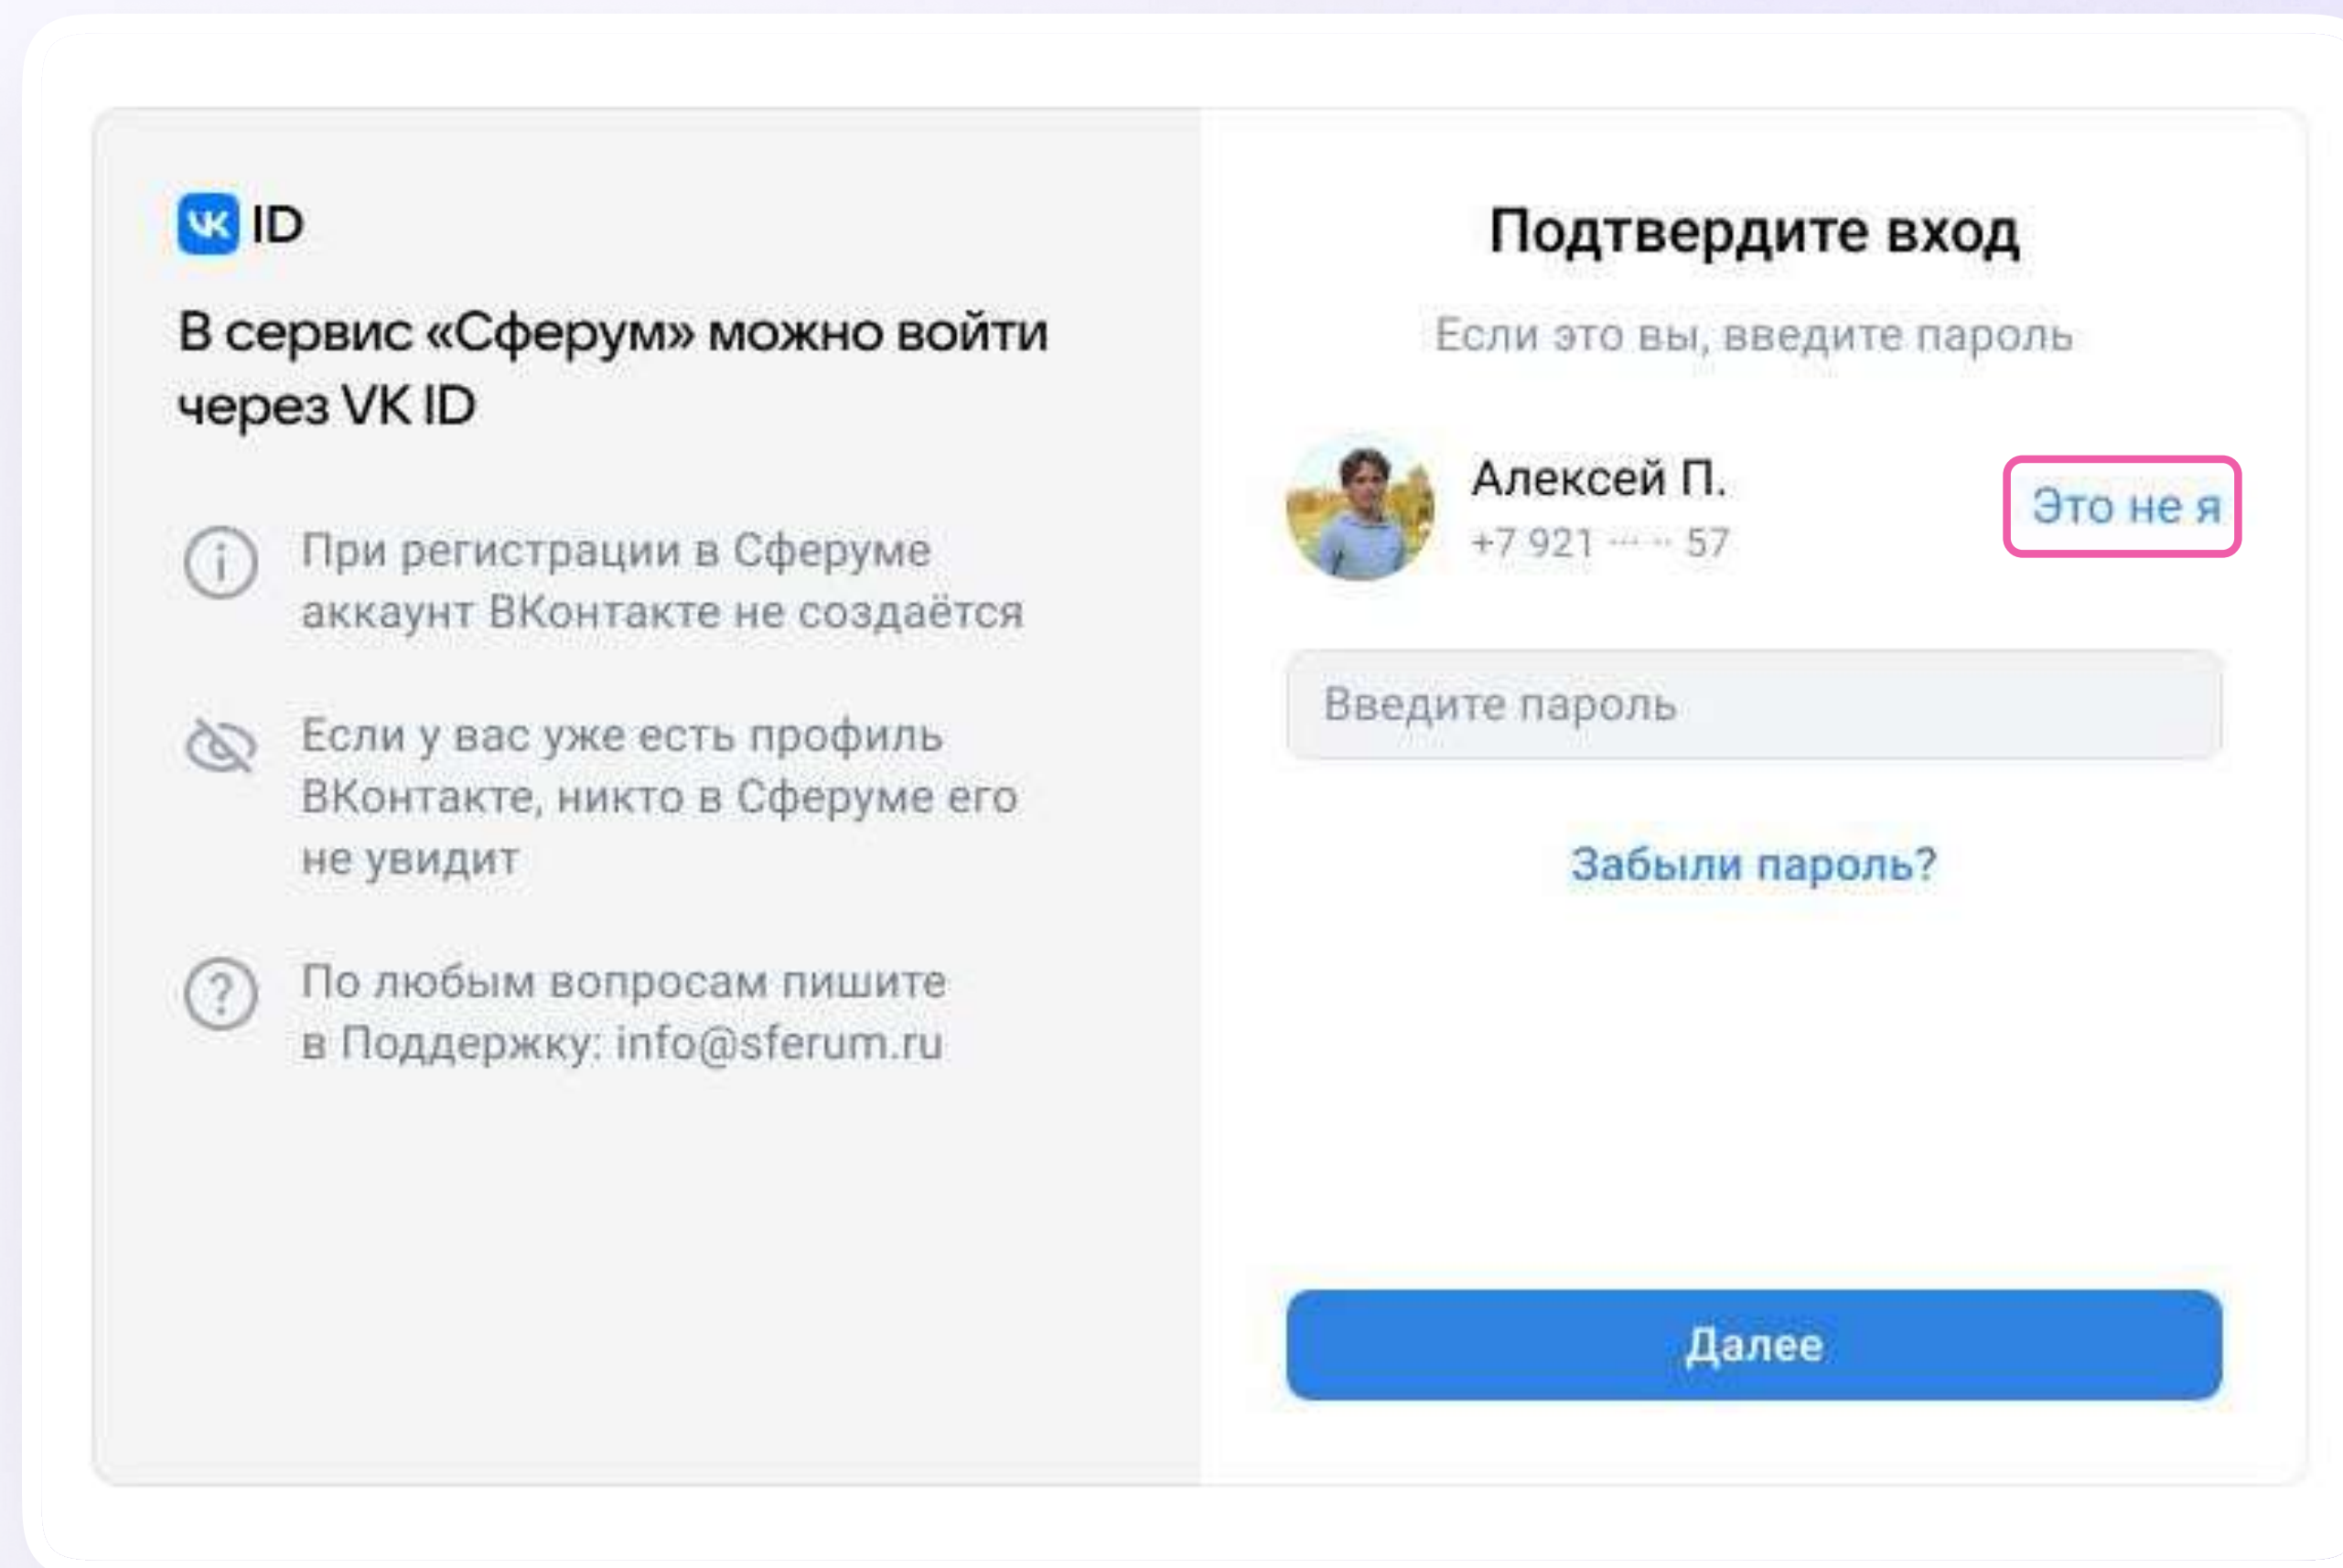 VK ID
В сервис «Сферум» можно войти
через VK ID
При регистрации в Сферуме
аккаунт ВКонтакте не создаётся
Если у вас уже есть профиль
ВКонтакте, никто в Сферуме его
не увидит
По любым вопросам пишите
в Поддержку: info@sferum.ru
Подтвердите вход
Если это вы, введите пароль
Алексей П.
+7 921 ··· ·· 57
Это не я
Введите пароль
Забыли пароль?
Далее